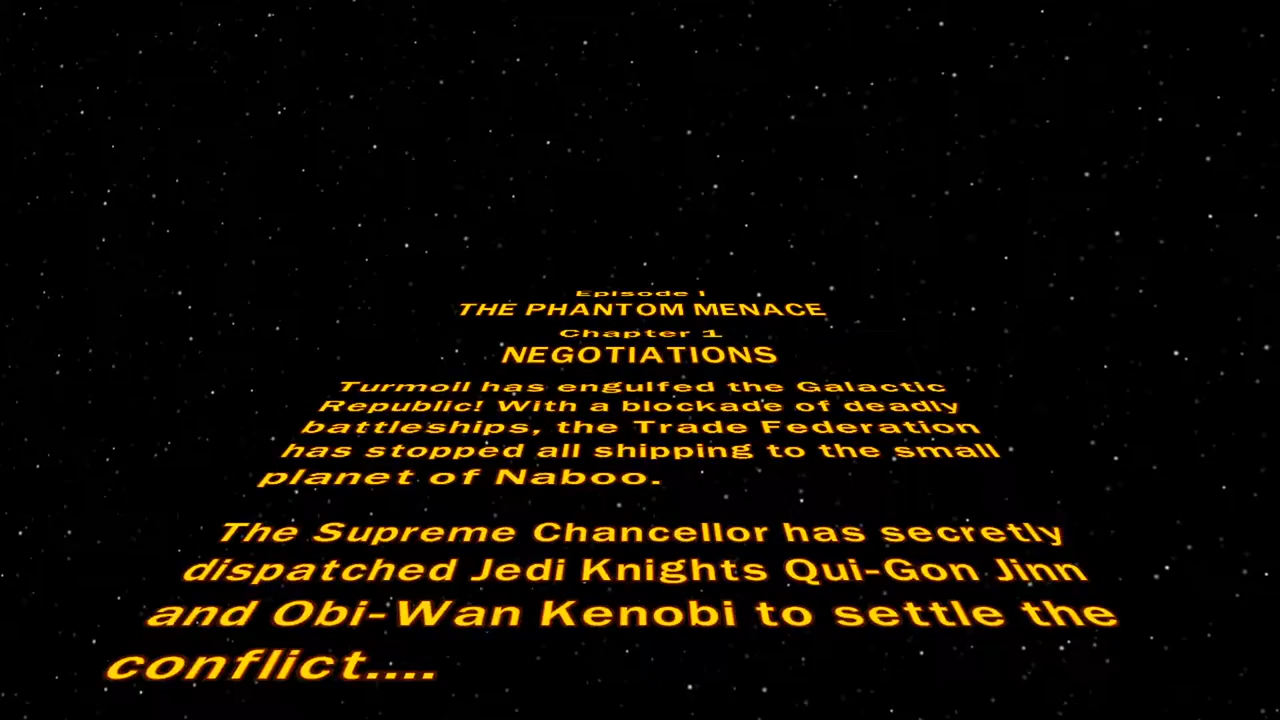 Episode I
THE PHANTOM MENACE
Chapter 1
NEGOTIATIONS
Turmoil has engulfed the Galactic
Republic! With a blockade of deadly
battleships, the Trade Federation
has stopped all shipping to the small
planet of Naboo.
The Supreme Chancellor has secretly
dispatched Jedi Knights Qui-Gon Jinn
and Obi-Wan Kenobi to settle the
conflict....